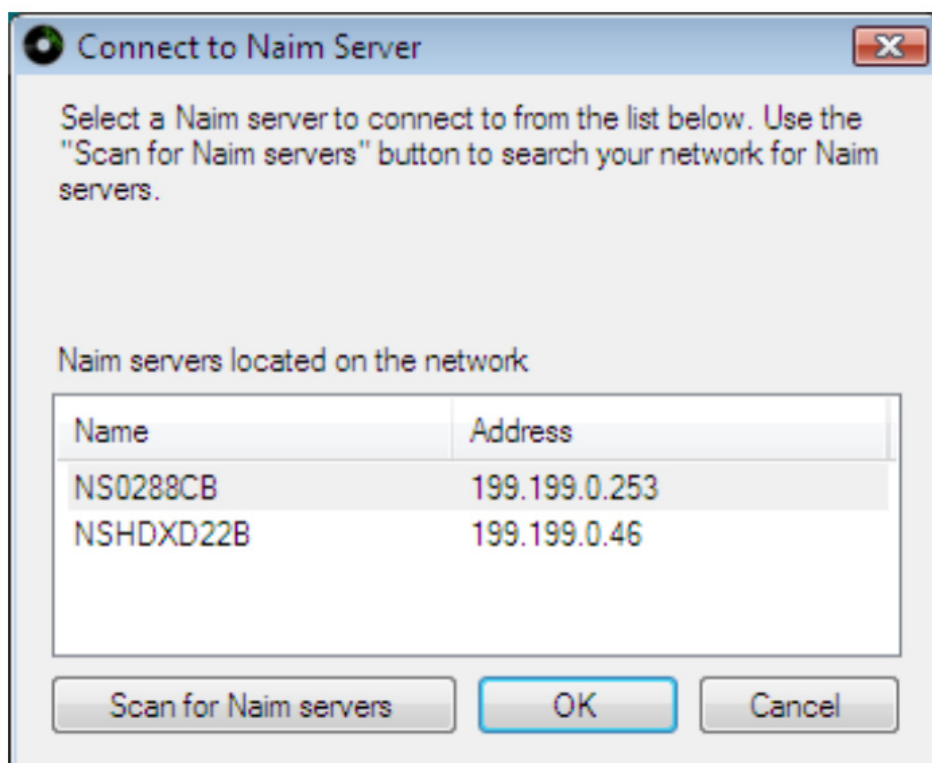 Connect to Naim Server
Select a Naim server to connect to from the list below. Use the
"Scan for Naim servers" button to search your network for Naim
servers.
Naim servers located on the network
Name Address
NS0288CB 199.199.0.253
NSHDXD22B 199.199.0.46
Scan for Naim servers OK Cancel